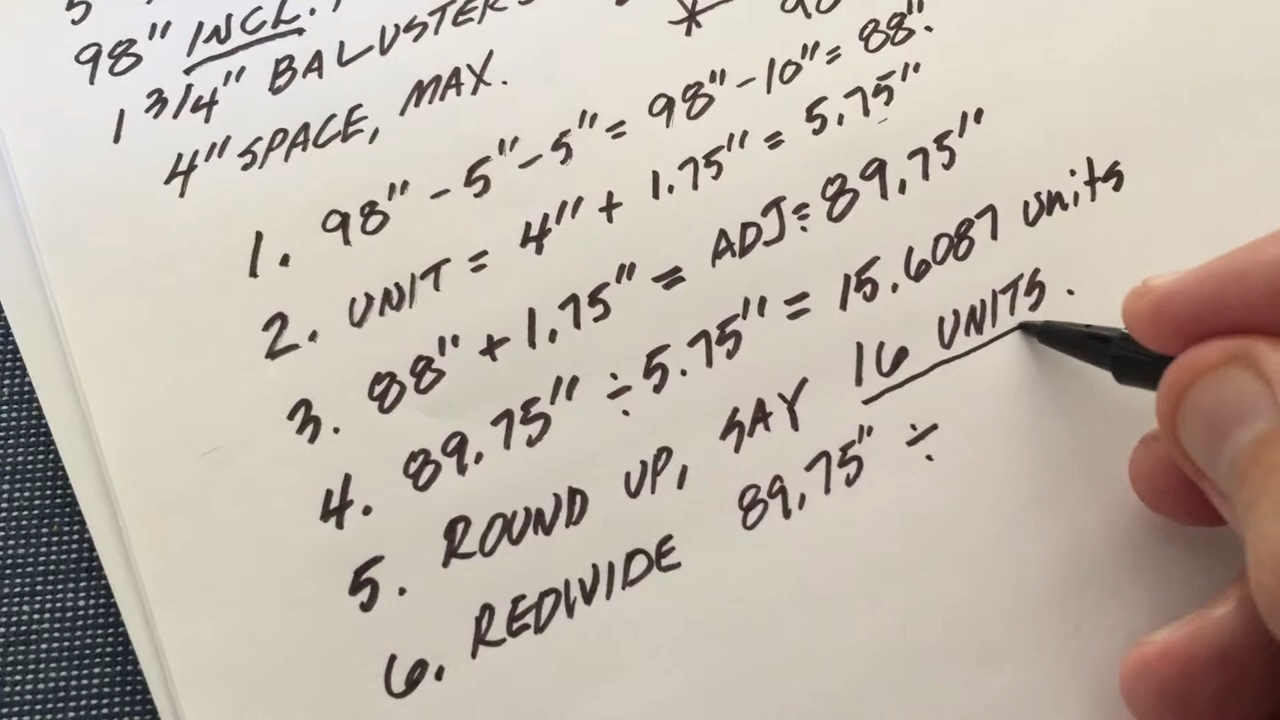 5"
98" INCL.
1 3/4" BALUSTERS
4" SPACE, MAX.
1. 98" - 5" - 5" = 98" - 10" = 88".
2. UNIT = 4" + 1.75" = 5.75"
3. 88" + 1.75" = ADJ = 89.75"
4. 89.75" ÷ 5.75" = 15.6087 units
5. ROUND UP, SAY 16 UNITS.
6. REDIVIDE 89.75" ÷